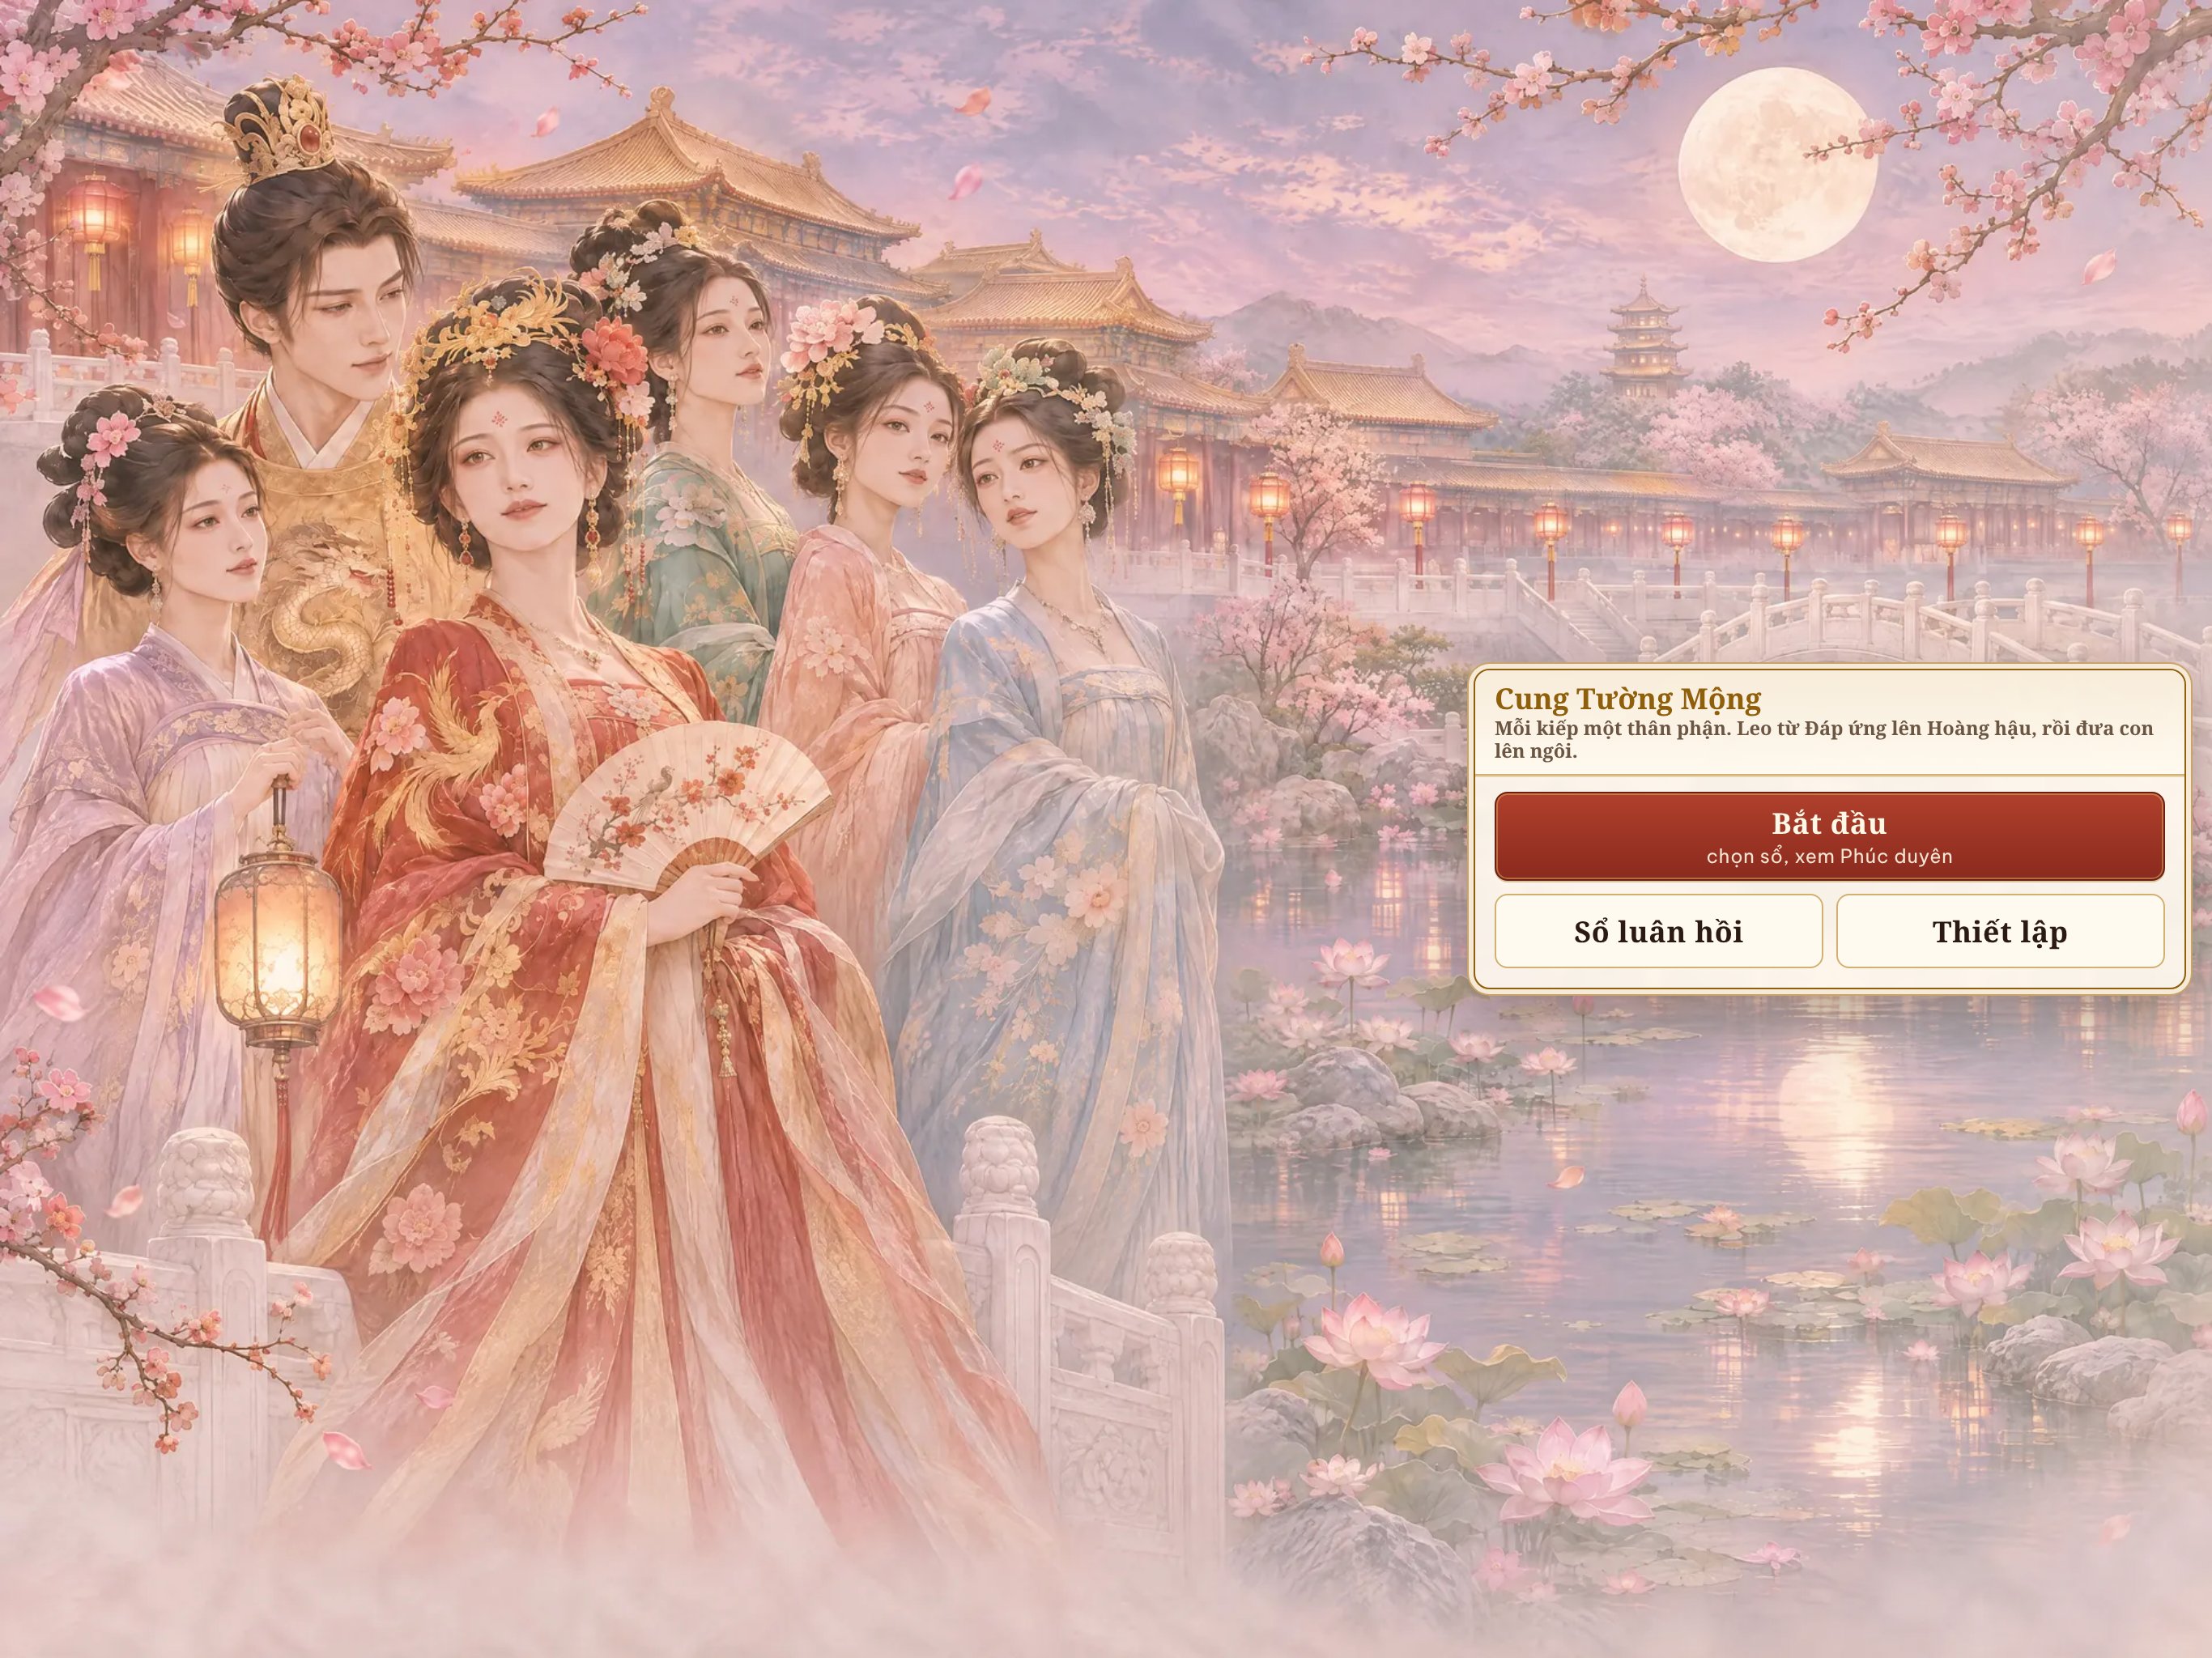 Cung Tường Mộng
Mỗi kiếp một thân phận. Leo từ Đáp ứng lên Hoàng hậu, rồi đưa con
lên ngôi.
Bắt đầu
chọn sổ, xem Phúc duyên
Sổ luân hồi
Thiết lập